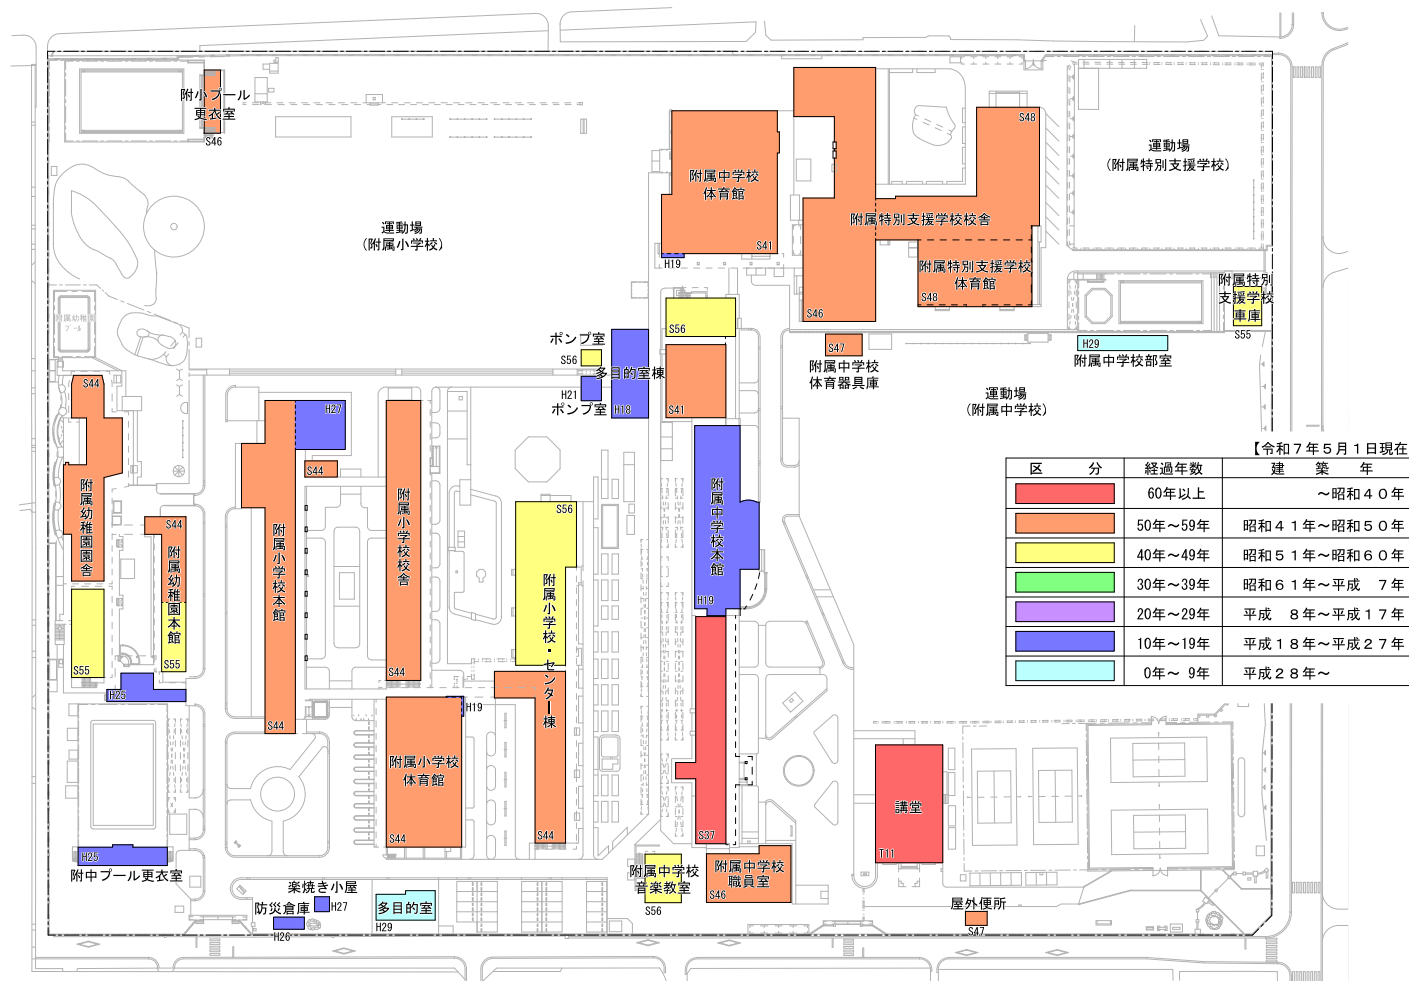 附小プール
更衣室
S46
運動場
（附属小学校）
附属中学校
体育館
S41
H19
S48
附属特別支援学校校舎
附属特別支援学校
体育館
S48
S46
運動場
（附属特別支援学校）
附属特別
支援学校
車庫
S55
H29
附属中学校部室
S47
附属中学校
体育器具庫
運動場
（附属中学校）
附属幼稚園
プール
S56
S41
ポンプ室
S56
多目的室棟
H21
ポンプ室
H18
S44
附属幼稚園園舎
S55
S44
附属幼稚園本館
S55
H25
H27
S44
附属小学校本館
S44
附属小学校校舎
S44
S56
附属小学校・センター棟
S44
附属中学校本館
H19
S37
H19
附属小学校
体育館
S44
H25
附中プール更衣室
楽焼き小屋
H27
防災倉庫
H26
多目的室
H29
附属中学校
音楽教室
S56
附属中学校
職員室
S46
講堂
T11
屋外便所
S47
【令和７年５月１日現在
区　分　経過年数　建　築　年
60年以上　～昭和４０年
50年～59年　昭和４１年～昭和５０年
40年～49年　昭和５１年～昭和６０年
30年～39年　昭和６１年～平成　７年
20年～29年　平成　８年～平成１７年
10年～19年　平成１８年～平成２７年
0年～ 9年　平成２８年～